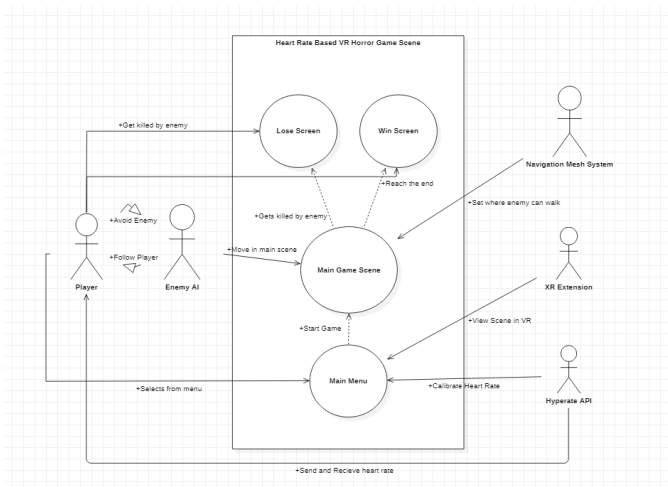 Heart Rate Based VR Horror Game Scene
+Get killed by enemy
Lose Screen
Win Screen
Navigation Mesh System
+Reach the end
+Set where enemy can walk
+Avoid Enemy
+Gets killed by enemy
+Follow Player
+Move in main scene
Main Game Scene
Player
Enemy AI
XR Extension
+View Scene in VR
+Start Game
Main Menu
+Selects from menu
+Calibrate Heart Rate
Hyperate API
+Send and Recieve heart rate